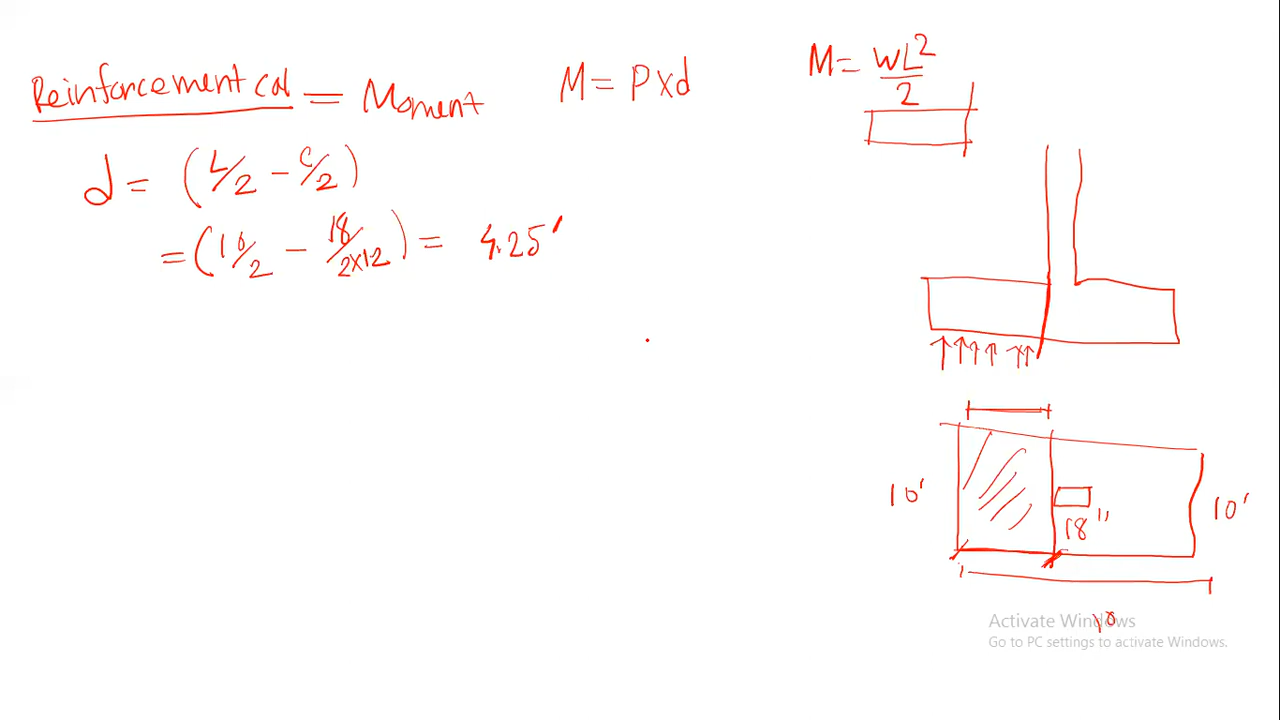 Reinforcement cal = Moment
M = P x d
M = WL²/2
d = (L/2 - C/2)
= (10/2 - 18/2x12) = 4.25'
10'
18"
10'
10
Activate Windows
Go to PC settings to activate Windows.